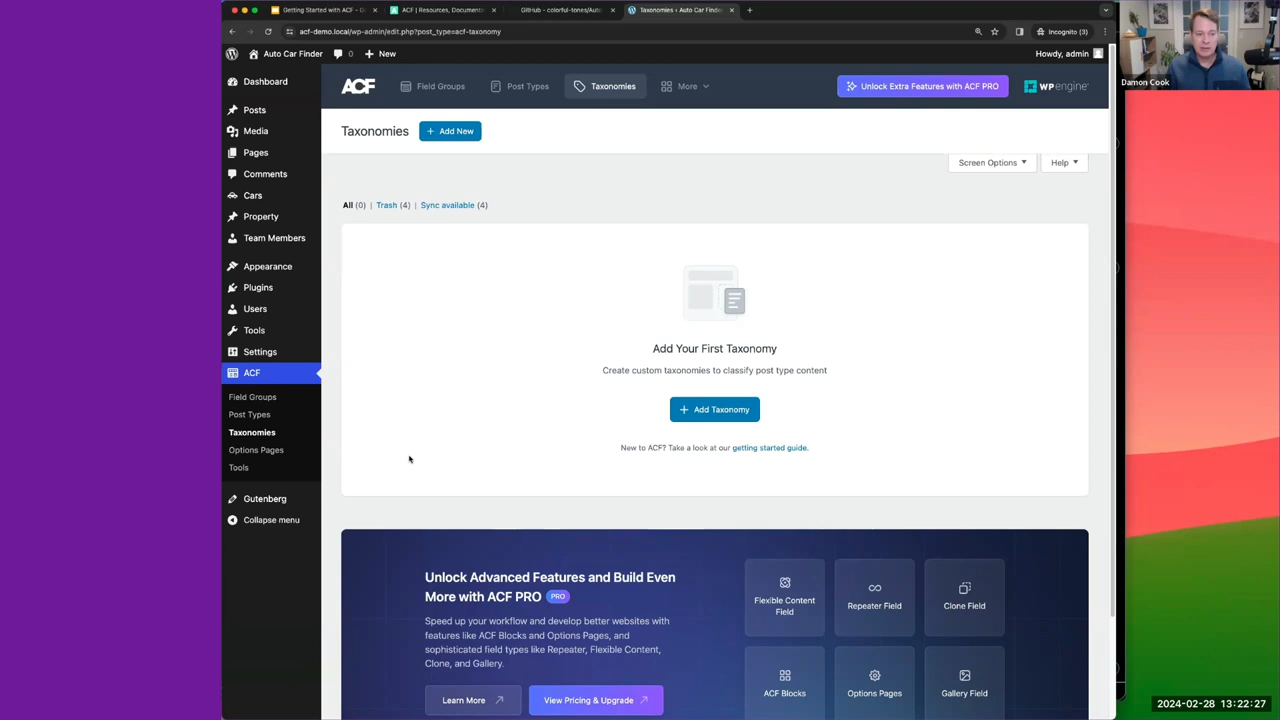 Getting Started with ACF - D
ACF | Resources, Documenta
GitHub - colorful-tones/Auto
Taxonomies ‹ Auto Car Finder
acf-demo.local/wp-admin/edit.php?post_type=acf-taxonomy
Incognito (3)
Auto Car Finder
0
New
Howdy, admin
Damon Cook
Dashboard
Posts
Media
Pages
Comments
Cars
Property
Team Members
Appearance
Plugins
Users
Tools
Settings
ACF
Field Groups
Post Types
Taxonomies
Options Pages
Tools
Gutenberg
Collapse menu
ACF
Field Groups
Post Types
Taxonomies
More
Unlock Extra Features with ACF PRO
WP engine
Taxonomies
+ Add New
Screen Options
Help
All (0) | Trash (4) | Sync available (4)
Add Your First Taxonomy
Create custom taxonomies to classify post type content
+ Add Taxonomy
New to ACF? Take a look at our getting started guide.
Unlock Advanced Features and Build Even
More with ACF PRO PRO
Speed up your workflow and develop better websites with
features like ACF Blocks and Options Pages, and
sophisticated field types like Repeater, Flexible Content,
Clone, and Gallery.
Learn More
View Pricing & Upgrade
Flexible Content
Field
Repeater Field
Clone Field
ACF Blocks
Options Pages
Gallery Field
2024-02-28 13:22:27